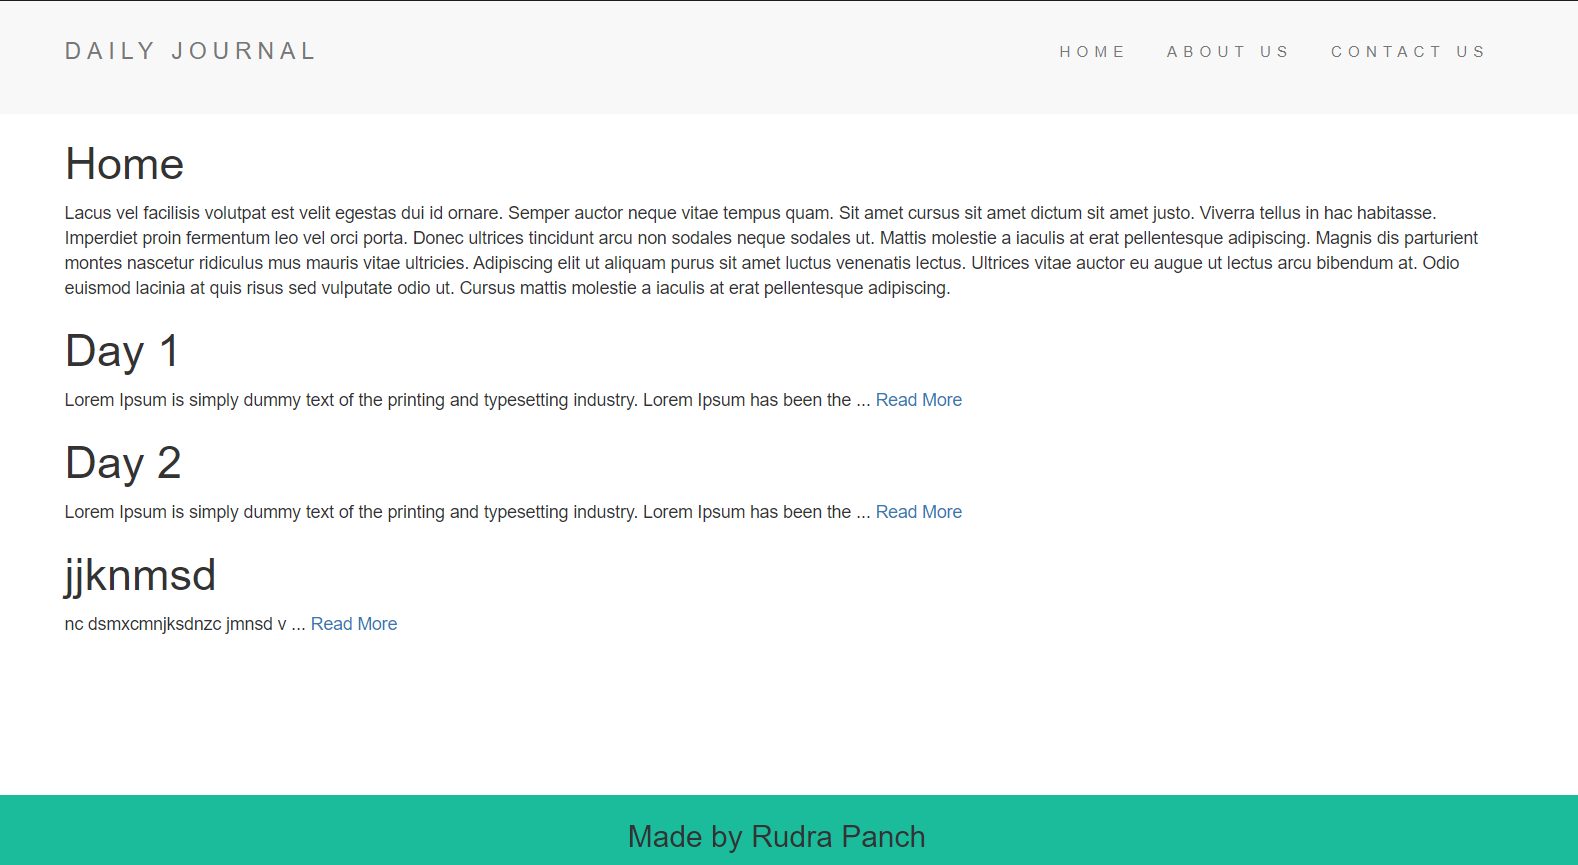 DAILY JOURNAL
HOME ABOUT US CONTACT US
Home
Lacus vel facilisis volutpat est velit egestas dui id ornare. Semper auctor neque vitae tempus quam. Sit amet cursus sit amet dictum sit amet justo. Viverra tellus in hac habitasse.
Imperdiet proin fermentum leo vel orci porta. Donec ultrices tincidunt arcu non sodales neque sodales ut. Mattis molestie a iaculis at erat pellentesque adipiscing. Magnis dis parturient
montes nascetur ridiculus mus mauris vitae ultricies. Adipiscing elit ut aliquam purus sit amet luctus venenatis lectus. Ultrices vitae auctor eu augue ut lectus arcu bibendum at. Odio
euismod lacinia at quis risus sed vulputate odio ut. Cursus mattis molestie a iaculis at erat pellentesque adipiscing.
Day 1
Lorem Ipsum is simply dummy text of the printing and typesetting industry. Lorem Ipsum has been the ... Read More
Day 2
Lorem Ipsum is simply dummy text of the printing and typesetting industry. Lorem Ipsum has been the ... Read More
jjknmsd
nc dsmxcmnjksdnzc jmnsd v ... Read More
Made by Rudra Panch